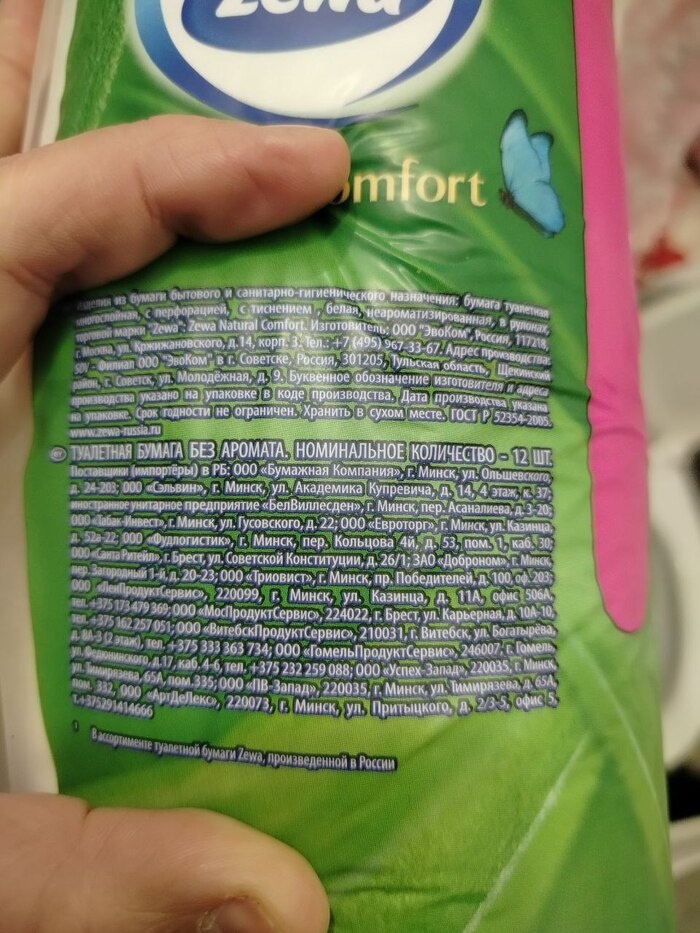 Zewa
omfort
изделия из бумаги бытового и санитарно-гигиенического назначения: бумага туалетная
многослойная, с перфорацией, с тиснением, белая, неароматизированная, в рулонах,
торговой марки "Zewa": Zewa Natural Comfort. Изготовитель: ООО "ЭвоКом", Россия, 117218,
г. Москва, ул. Кржижановского, д.14, корп. 3. Тел.: +7 (495) 967-33-67. Адрес производства:
Филиал ООО "ЭвоКом" в г. Советске, Россия, 301205, Тульская область, Щекинский
район, г. Советск, ул. Молодёжная, д. 9. Буквенное обозначение изготовителя и адреса
производства указано на упаковке в коде производства. Дата производства указана
на упаковке. Срок годности не ограничен. Хранить в сухом месте. ГОСТ Р 52354-2005.
www.zewa-russia.ru
BY ТУАЛЕТНАЯ БУМАГА БЕЗ АРОМАТА. НОМИНАЛЬНОЕ КОЛИЧЕСТВО - 12 ШТ.
Поставщики (импортёры) в РБ: ООО «Бумажная Компания», г. Минск, ул. Ольшевского,
д. 24-203; ООО «Сэльвин», г. Минск, ул. Академика Купревича, д. 14, 4 этаж, к. 37;
иностранное унитарное предприятие «БелВиллесден», г. Минск, пер. Асаналиева, д. 3-20;
ООО «Табак-Инвест», г. Минск, ул. Гусовского, д. 22; ООО «Евроторг», г. Минск, ул. Казинца,
д. 52а-22; ООО «Фудлогистик», г. Минск, пер. Кольцова 4й, д. 53, пом. 1, каб. 30;
ООО «Санта Ритейл», г. Брест, ул. Советской Конституции, д. 26/1; ЗАО «Доброном», г. Минск,
пер. Загородный 1-й, д. 20-23; ООО «Триовист», г. Минск, пр. Победителей, д. 100, оф. 203;
ООО «ЛенПродуктСервис», 220099, г. Минск, ул. Казинца, д. 11А, офис 506А,
тел. +375 173 479 369; ООО «МосПродуктСервис», 224022, г. Брест, ул. Карьерная, д. 10А-10,
тел. +375 162 257 051; ООО «ВитебскПродуктСервис», 210031, г. Витебск, ул. Богатырёва,
д. 8А-3 (2 этаж), тел. +375 333 363 734; ООО «ГомельПродуктСервис», 246007, г. Гомель,
ул. Федюнинского, д.17, каб. 4-6, тел. +375 232 259 088; ООО «Успех-Запад», 220035, г. Минск,
ул. Тимирязева, 65А, пом. 335; ООО «ПВ-Запад», 220035, г. Минск, ул. Тимирязева, д. 65А,
пом. 332, ООО «АртДеЛекс», 220073, г. Минск, ул. Притыцкого, д. 2/3-5, офис 5,
т.+375291414666
¹ В ассортименте туалетной бумаги Zewa, произведенной в России